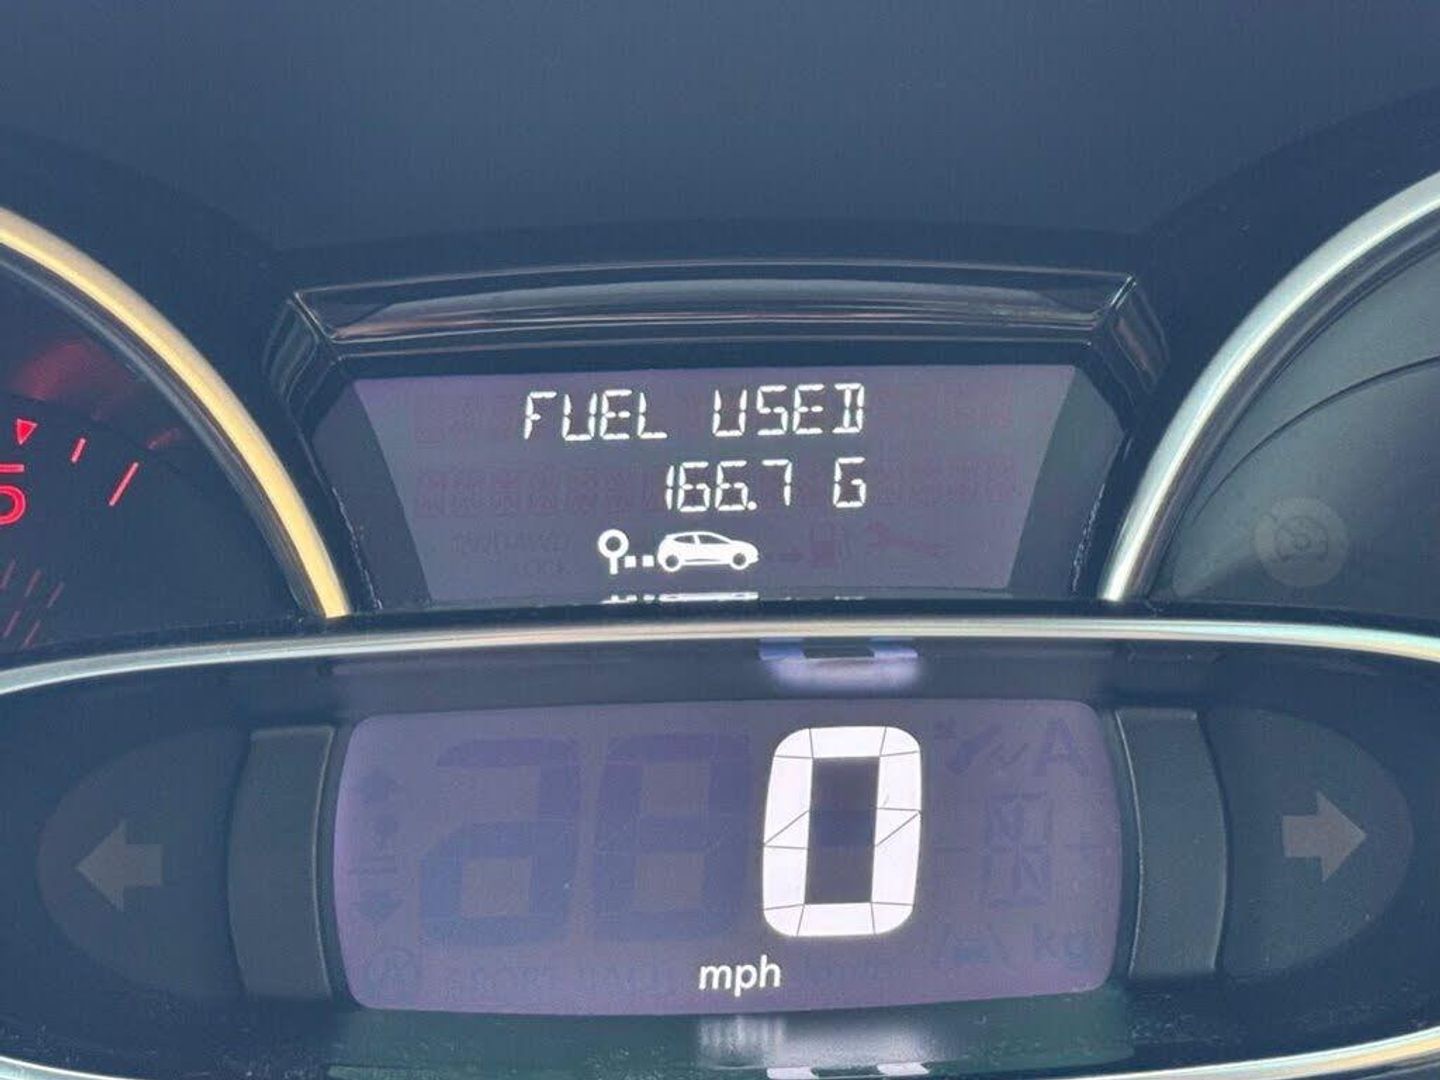 FUEL USED
166.7 G
0
mph